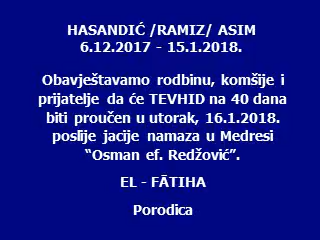 HASANDIĆ /RAMIZ/ ASIM
6.12.2017 - 15.1.2018.
Obavještavamo rodbinu, komšije i
prijatelje da će TEVHID na 40 dana
biti proučen u utorak, 16.1.2018.
poslije jacije namaza u Medresi
“Osman ef. Redžović”.
EL - FĀTIHA
Porodica